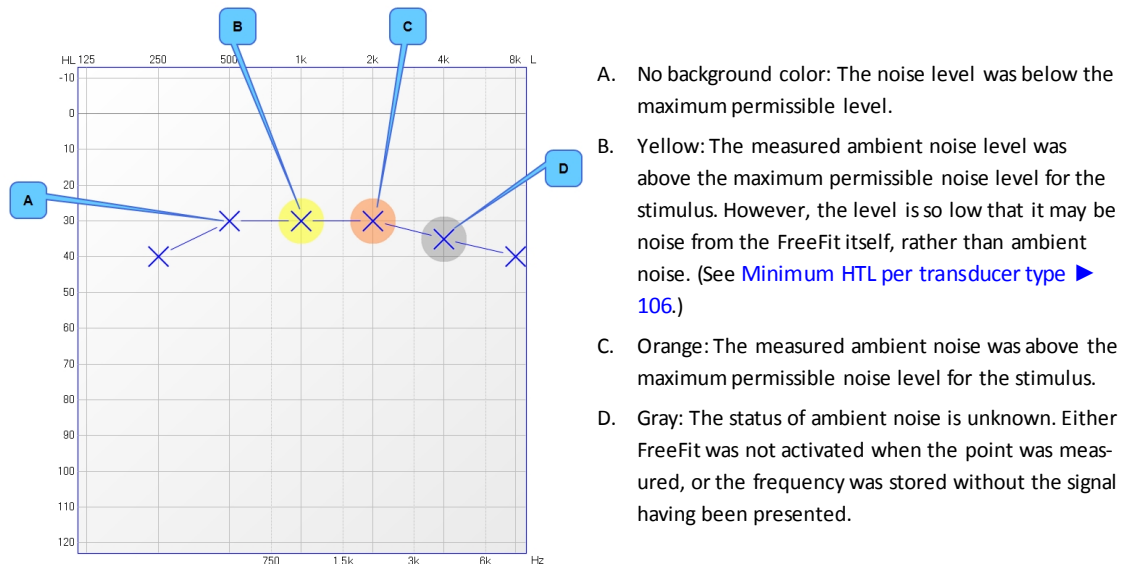 B
C
HL 125 250 500 1k 2k 4k 8k L
-10
0
10
20
30
40
50
60
70
80
90
100
110
120
750 1.5k 3k 6k Hz
A
D
A. No background color: The noise level was below the
maximum permissible level.
B. Yellow: The measured ambient noise level was
above the maximum permissible noise level for the
stimulus. However, the level is so low that it may be
noise from the FreeFit itself, rather than ambient
noise. (See Minimum HTL per transducer type ►
106.)
C. Orange: The measured ambient noise was above the
maximum permissible noise level for the stimulus.
D. Gray: The status of ambient noise is unknown. Either
FreeFit was not activated when the point was meas-
ured, or the frequency was stored without the signal
having been presented.